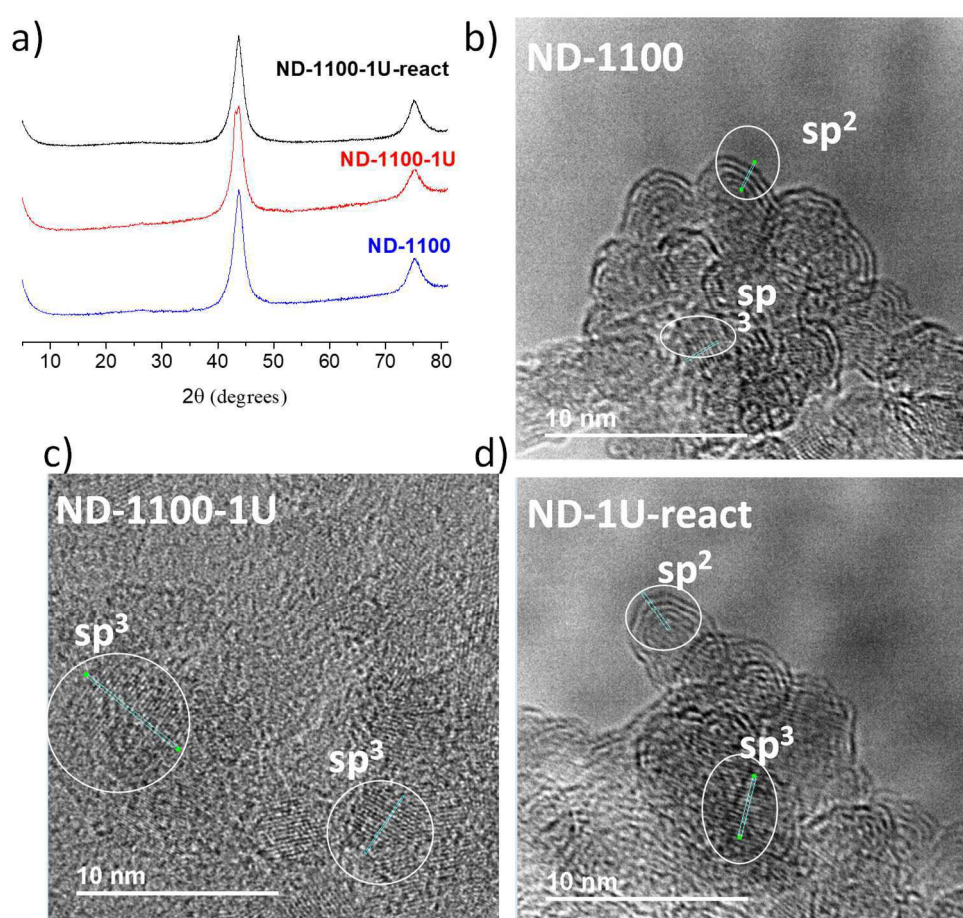 a)
ND-1100-1U-react
ND-1100-1U
ND-1100
10 20 30 40 50 60 70 80
2θ (degrees)
b)
ND-1100
sp²
sp
3
10 nm
c)
ND-1100-1U
sp³
sp³
10 nm
d)
ND-1U-react
sp²
sp³
10 nm